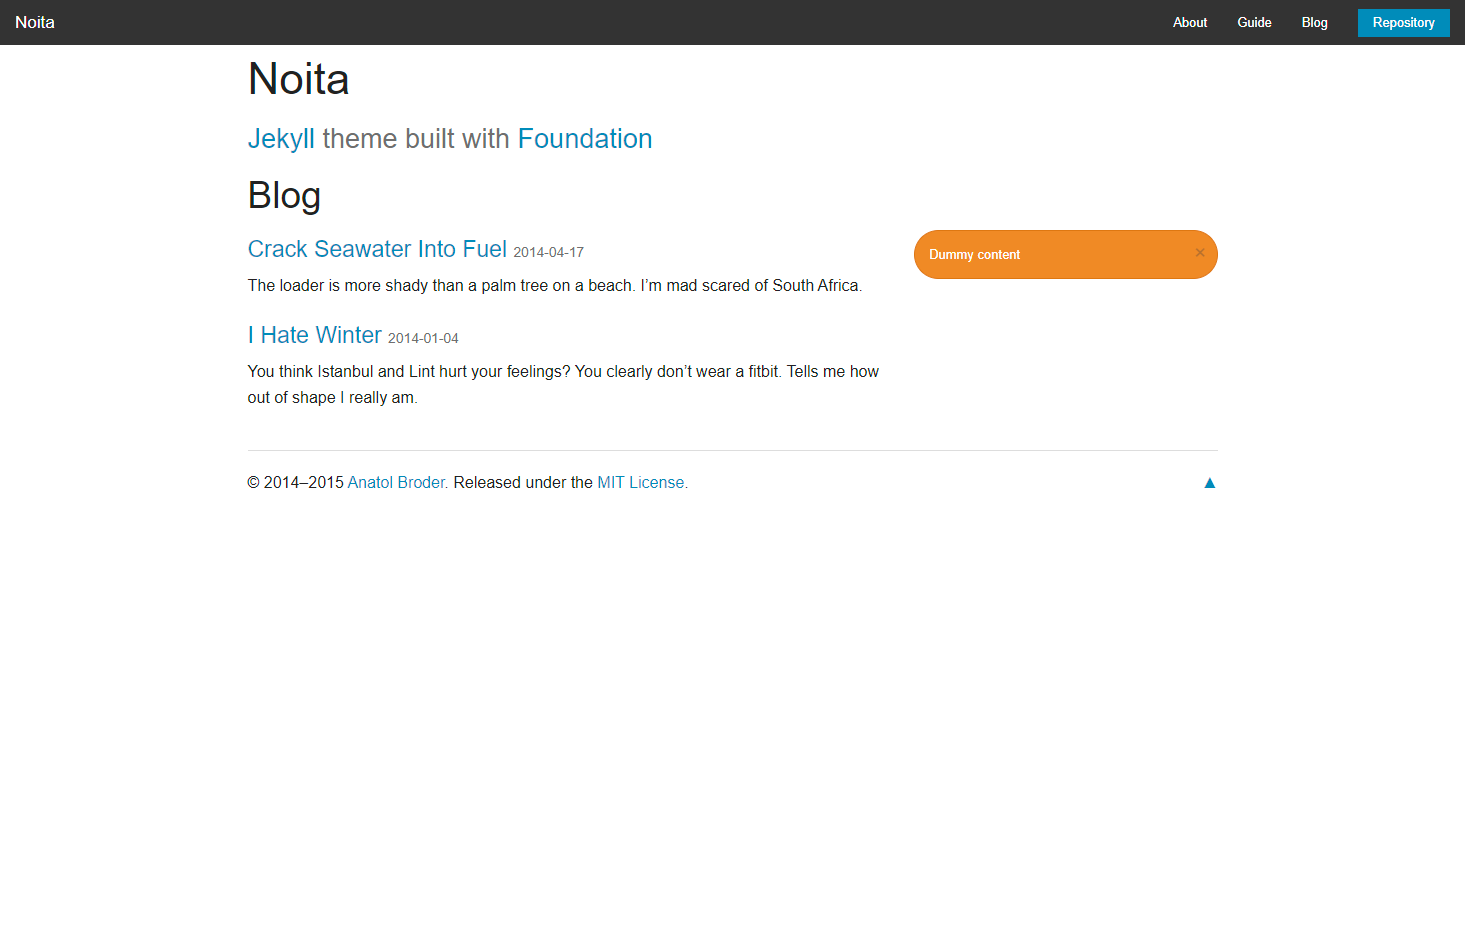 Noita
About Guide Blog Repository
Noita
Jekyll theme built with Foundation
Blog
Crack Seawater Into Fuel 2014-04-17
The loader is more shady than a palm tree on a beach. I’m mad scared of South Africa.
Dummy content ×
I Hate Winter 2014-01-04
You think Istanbul and Lint hurt your feelings? You clearly don’t wear a fitbit. Tells me how
out of shape I really am.
© 2014–2015 Anatol Broder. Released under the MIT License.
▲